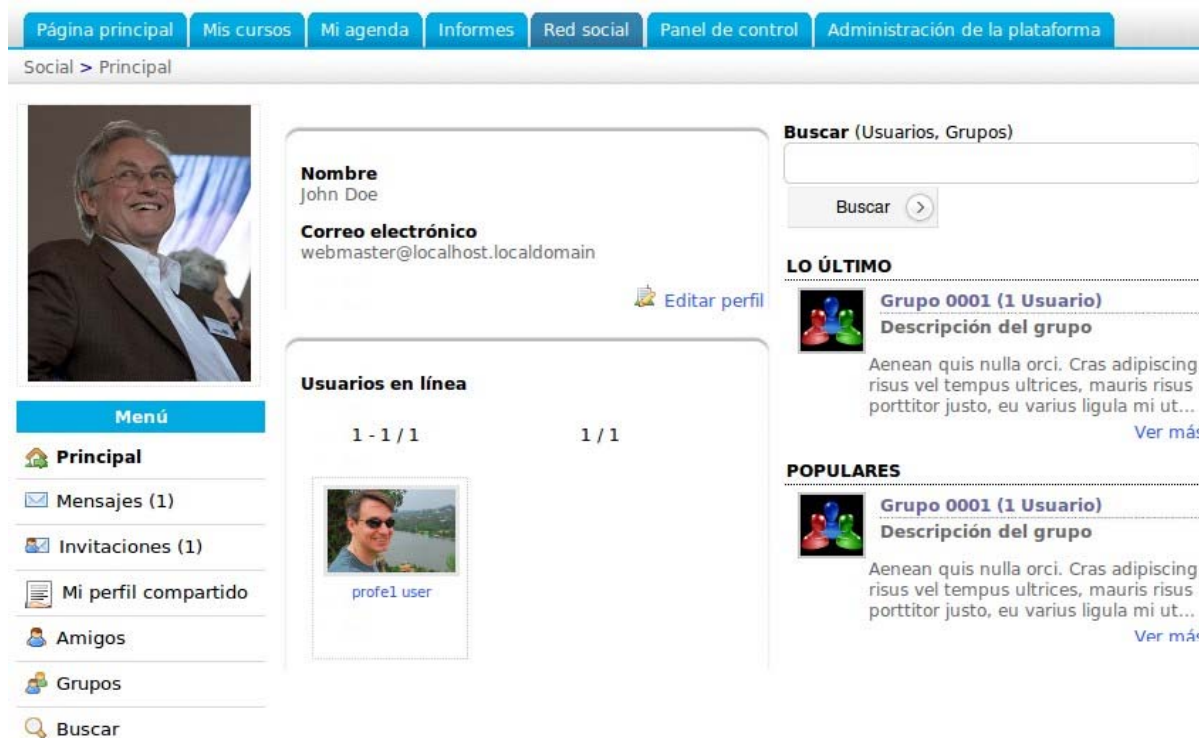 Página principal
Mis cursos
Mi agenda
Informes
Red social
Panel de control
Administración de la plataforma
Social > Principal
Menú
Principal
Mensajes (1)
Invitaciones (1)
Mi perfil compartido
Amigos
Grupos
Buscar
Nombre
John Doe
Correo electrónico
webmaster@localhost.localdomain
Editar perfil
Usuarios en línea
1 - 1 / 1
1 / 1
profe1 user
Buscar (Usuarios, Grupos)
Buscar
LO ÚLTIMO
Grupo 0001 (1 Usuario)
Descripción del grupo
Aenean quis nulla orci. Cras adipiscing
risus vel tempus ultrices, mauris risus
porttitor justo, eu varius ligula mi ut...
Ver más
POPULARES
Grupo 0001 (1 Usuario)
Descripción del grupo
Aenean quis nulla orci. Cras adipiscing
risus vel tempus ultrices, mauris risus
porttitor justo, eu varius ligula mi ut...
Ver más